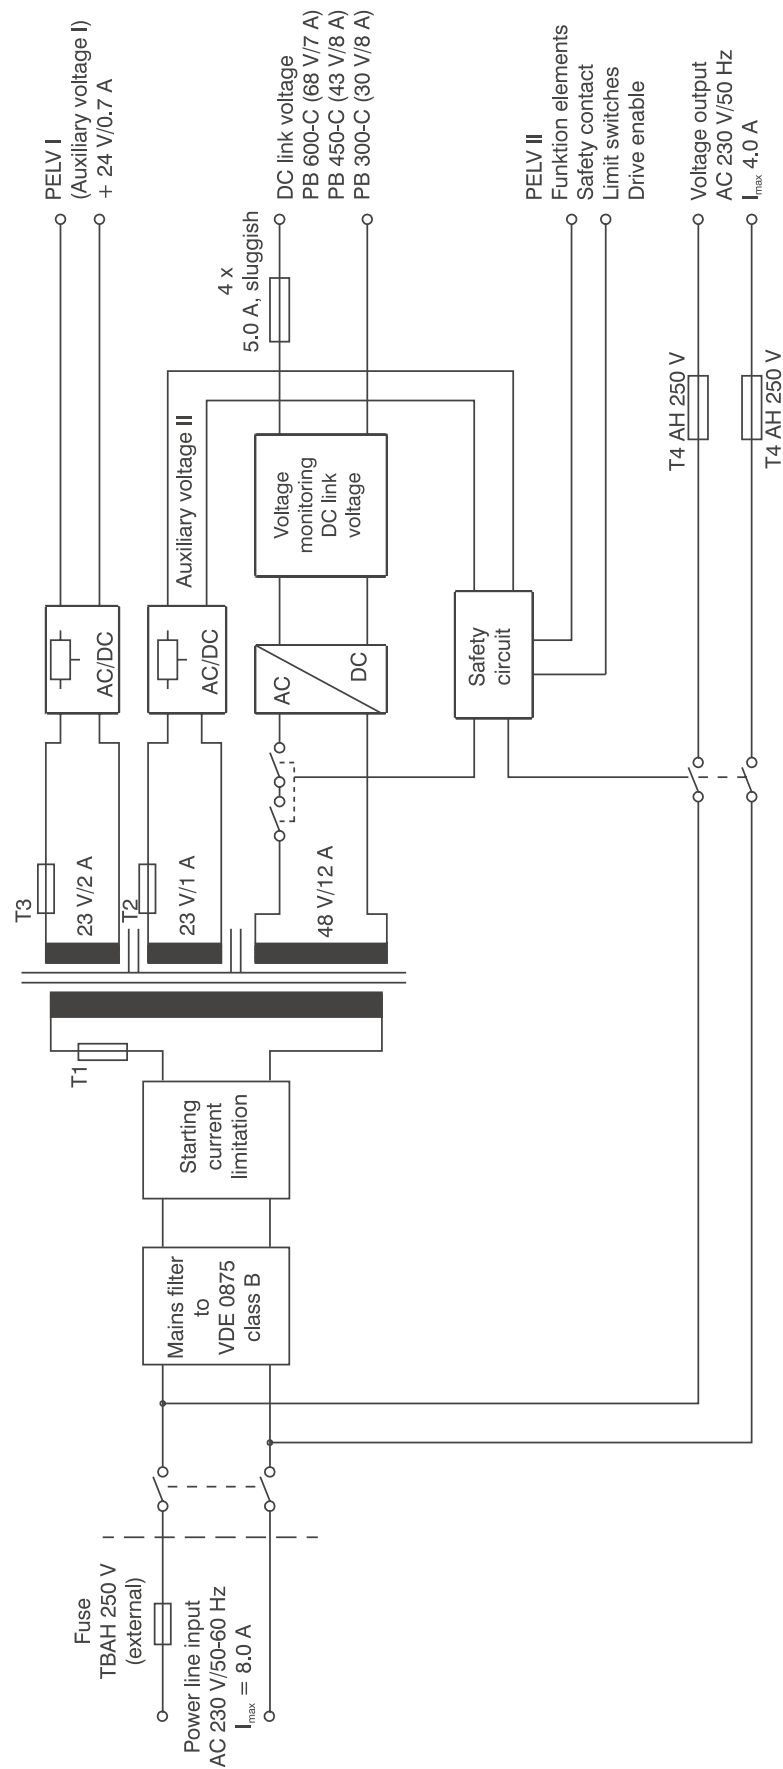 Fuse
TBAH 250 V
(external)
Power line input
AC 230 V/50-60 Hz
Imax = 8.0 A
Mains filter
to
VDE 0875
class B
Starting
current
limitation
T1
T3
23 V/2 A
T2
23 V/1 A
48 V/12 A
AC/DC
AC/DC
AC
DC
Auxiliary voltage II
Voltage
monitoring
DC link
voltage
Safety
circuit
4 x
5.0 A, sluggish
T4 AH 250 V
T4 AH 250 V
PELV I
(Auxiliary voltage I)
+ 24 V/0.7 A
DC link voltage
PB 600-C (68 V/7 A)
PB 450-C (43 V/8 A)
PB 300-C (30 V/8 A)
PELV II
Funktion elements
Safety contact
Limit switches
Drive enable
Voltage output
AC 230 V/50 Hz
Imax 4.0 A